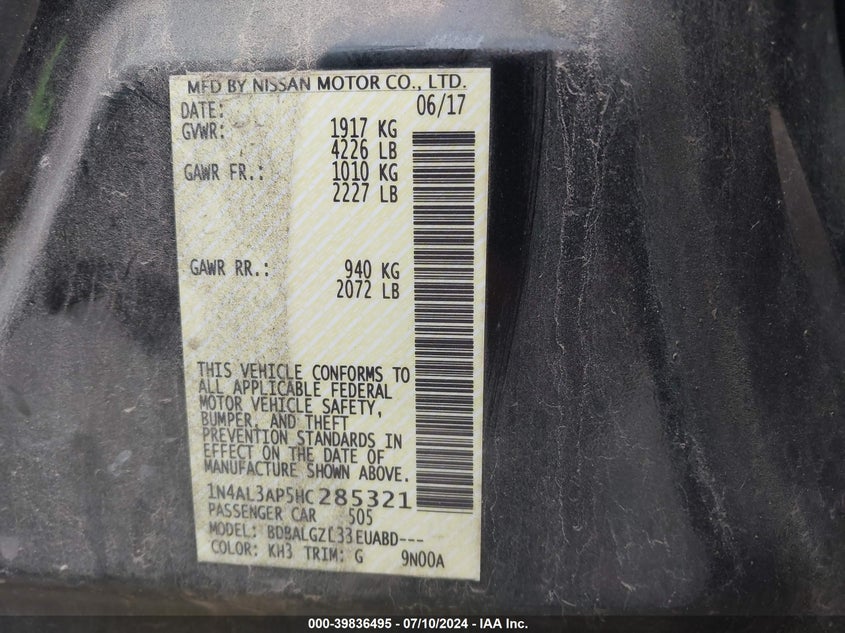 MFD BY NISSAN MOTOR CO., LTD.
DATE: 06/17
GVWR: 1917 KG
4226 LB
GAWR FR.: 1010 KG
2227 LB
GAWR RR.: 940 KG
2072 LB
THIS VEHICLE CONFORMS TO
ALL APPLICABLE FEDERAL
MOTOR VEHICLE SAFETY,
BUMPER, AND THEFT
PREVENTION STANDARDS IN
EFFECT ON THE DATE OF
MANUFACTURE SHOWN ABOVE.
1N4AL3AP5HC285321
PASSENGER CAR 505
MODEL: BDBALGZL33EUABD---
COLOR: KH3 TRIM: G 9N00A
000-39836495 - 07/10/2024 - IAA Inc.